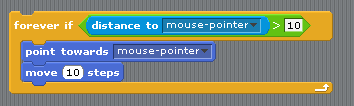 forever if distance to mouse-pointer > 10
point towards mouse-pointer
move 10 steps